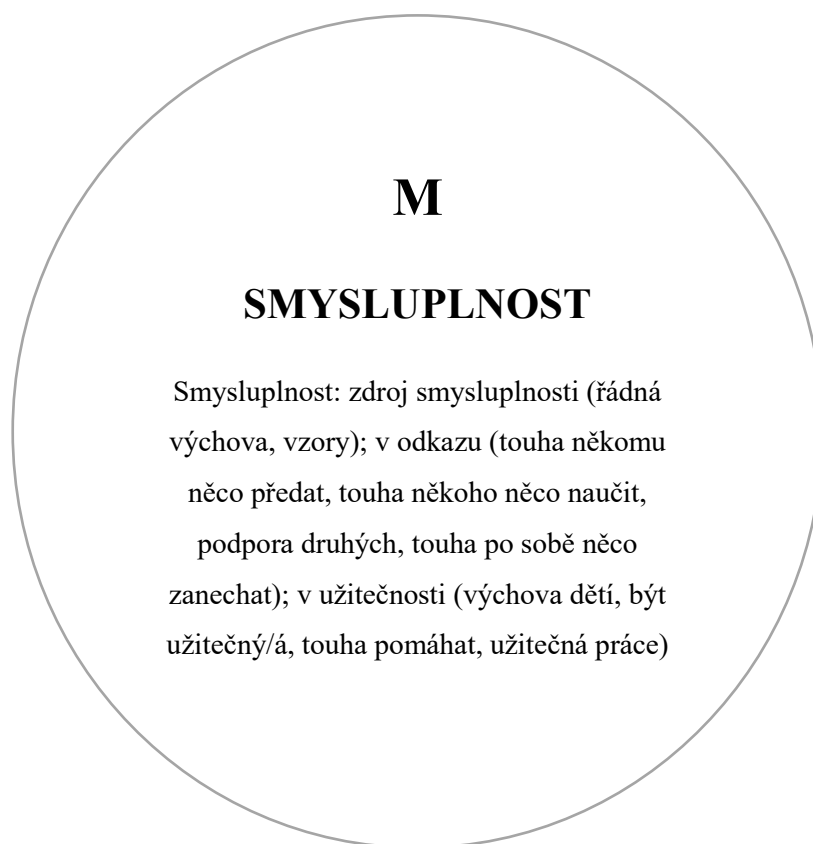 M
SMYSLUPLNOST
Smysluplnost: zdroj smysluplnosti (řádná
výchova, vzory); v odkazu (touha někomu
něco předat, touha někoho něco naučit,
podpora druhých, touha po sobě něco
zanechat); v užitečnosti (výchova dětí, být
užitečný/á, touha pomáhat, užitečná práce)